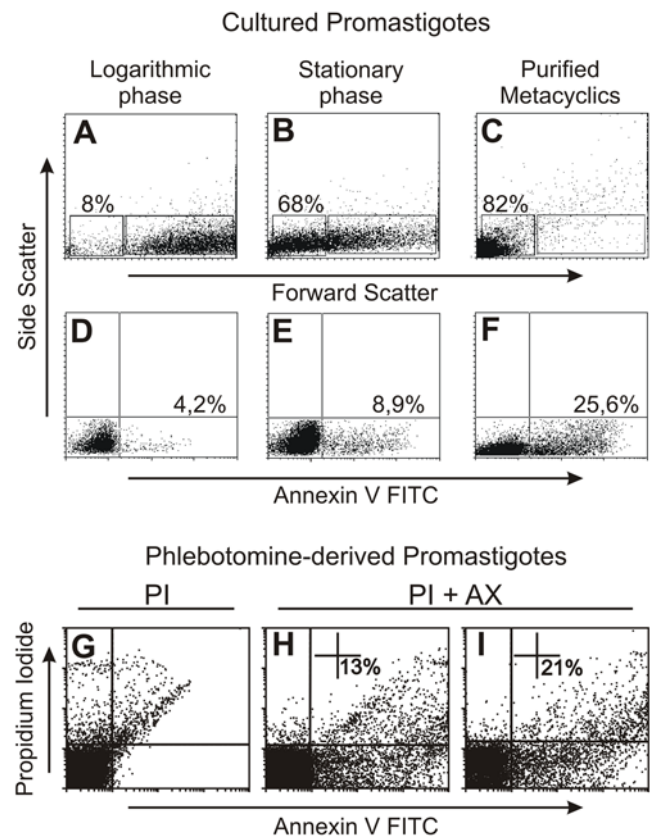 Cultured Promastigotes
Logarithmic phase
Stationary phase
Purified Metacyclics
A
B
C
8%
68%
82%
Side Scatter
Forward Scatter
D
E
F
4,2%
8,9%
25,6%
Annexin V FITC
Phlebotomine-derived Promastigotes
PI
PI + AX
G
H
I
13%
21%
Propidium Iodide
Annexin V FITC